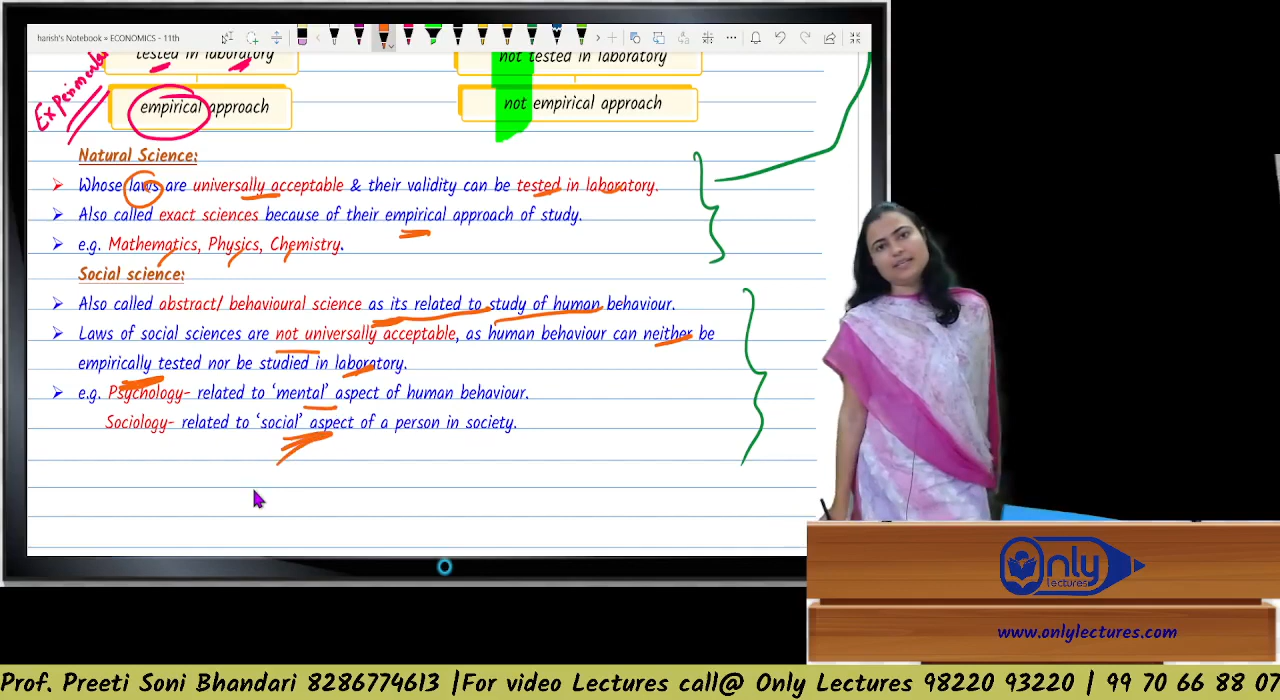 harish's Notebook » ECONOMICS - 11th
tested in laboratory
not tested in laboratory
Experimental
empirical approach
not empirical approach
Natural Science:
➢ Whose laws are universally acceptable & their validity can be tested in laboratory.
➢ Also called exact sciences because of their empirical approach of study.
➢ e.g. Mathematics, Physics, Chemistry.
Social science:
➢ Also called abstract/ behavioural science as its related to study of human behaviour.
➢ Laws of social sciences are not universally acceptable, as human behaviour can neither be
empirically tested nor be studied in laboratory.
➢ e.g. Psychology- related to ‘mental’ aspect of human behaviour.
Sociology- related to ‘social’ aspect of a person in society.
Only
lectures
www.onlylectures.com
Prof. Preeti Soni Bhandari 8286774613 |For video Lectures call@ Only Lectures 98220 93220 | 99 70 66 88 07